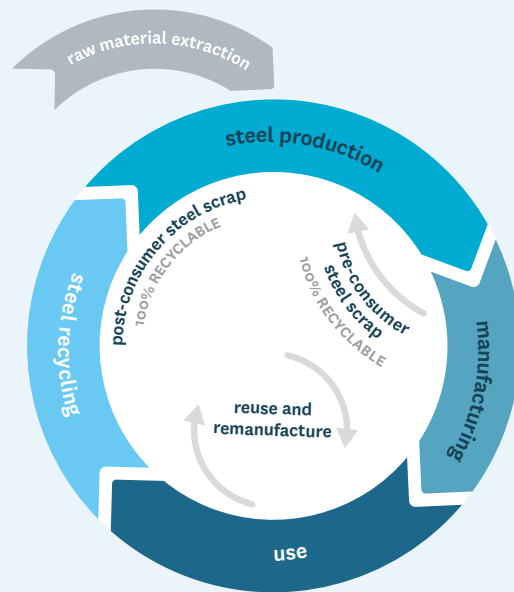 raw material extraction
steel production
post-consumer steel scrap
100% RECYCLABLE
pre-consumer
steel scrap
100% RECYCLABLE
steel recycling
manufacturing
reuse and
remanufacture
use